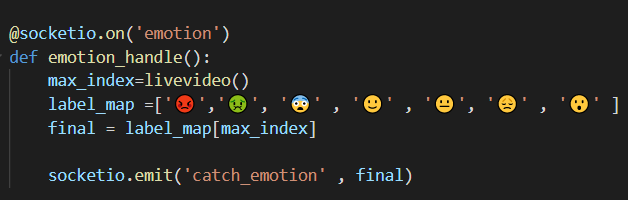 @socketio.on('emotion')
def emotion_handle():
    max_index=livevideo()
    label_map =['😡','🤢', '😨' , '🙂' , '😐', '😞' , '😮' ]
    final = label_map[max_index]
    socketio.emit('catch_emotion' , final)